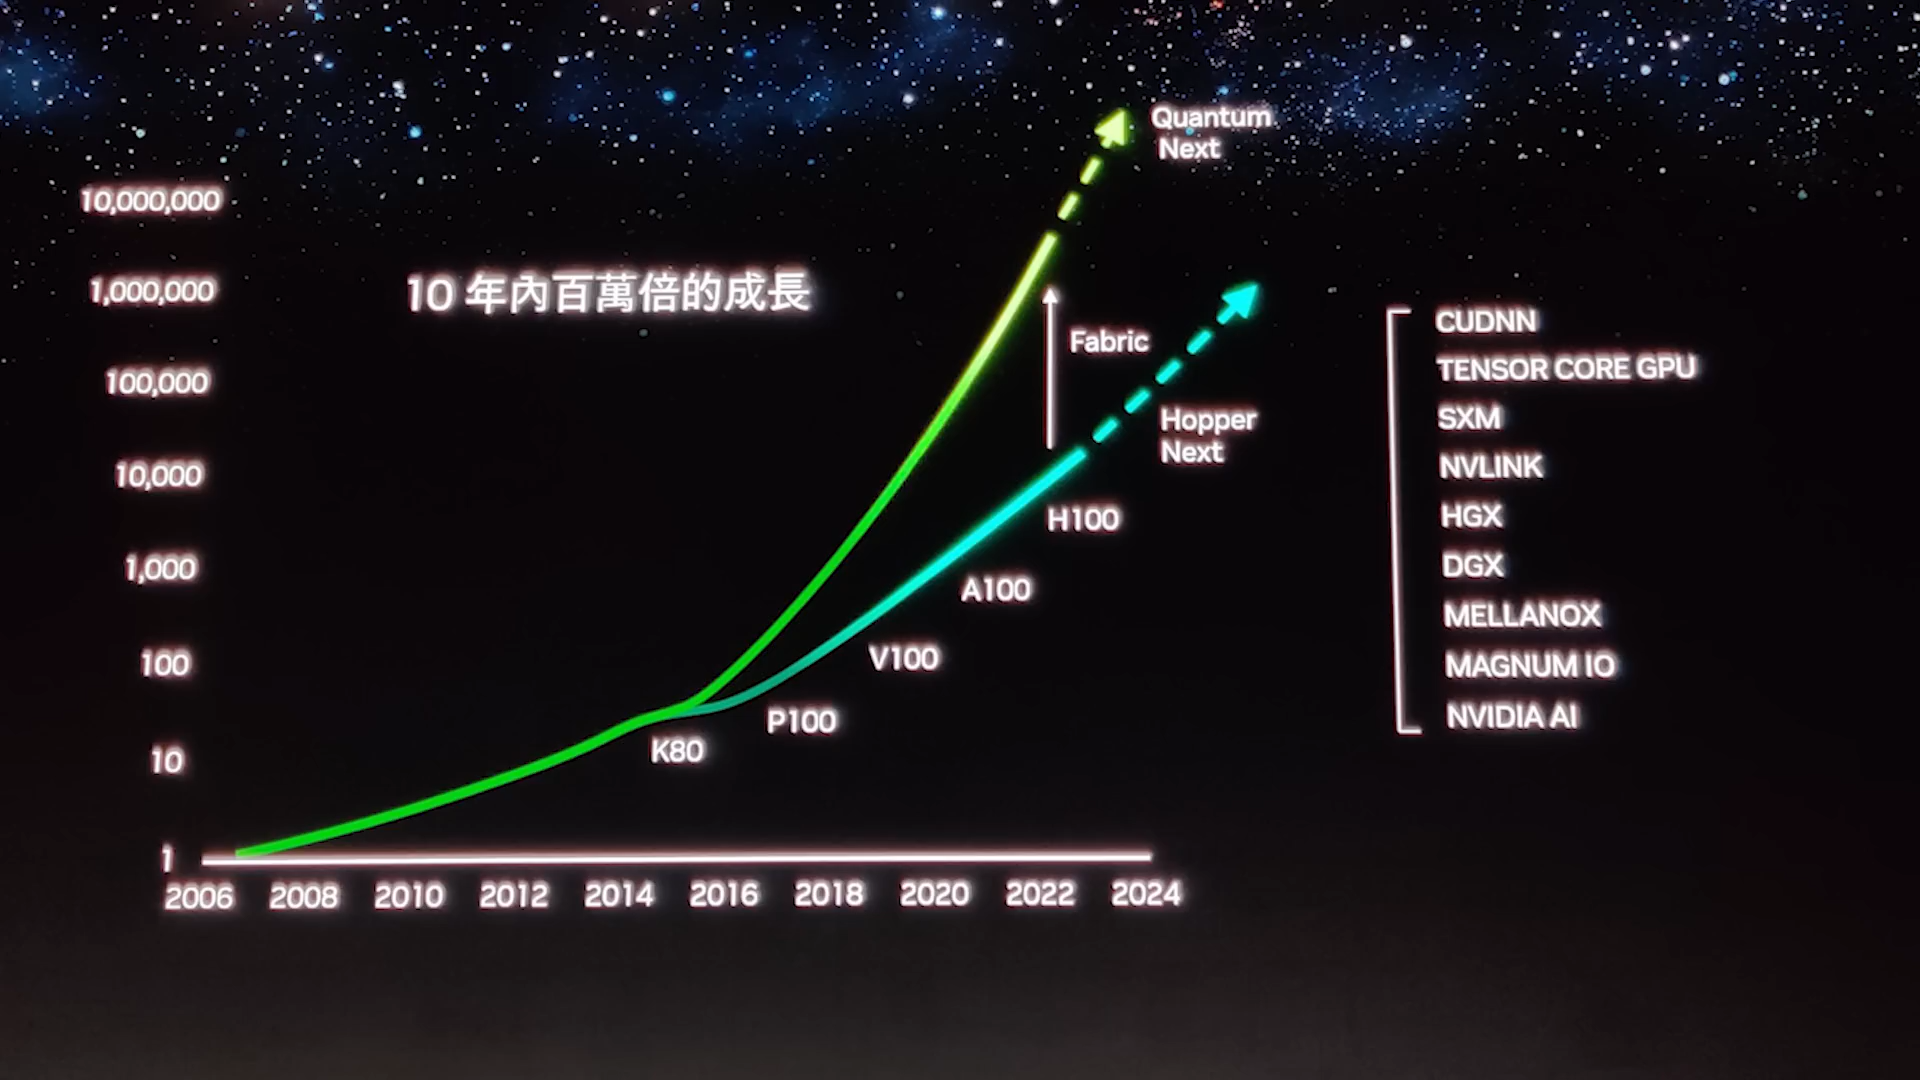 Quantum
Next
10,000,000
10 年內百萬倍的成長
1,000,000
Fabric
100,000
Hopper
Next
10,000
H100
1,000
A100
V100
100
P100
K80
10
1
2006 2008 2010 2012 2014 2016 2018 2020 2022 2024
CUDNN
TENSOR CORE GPU
SXM
NVLINK
HGX
DGX
MELLANOX
MAGNUM IO
NVIDIA AI